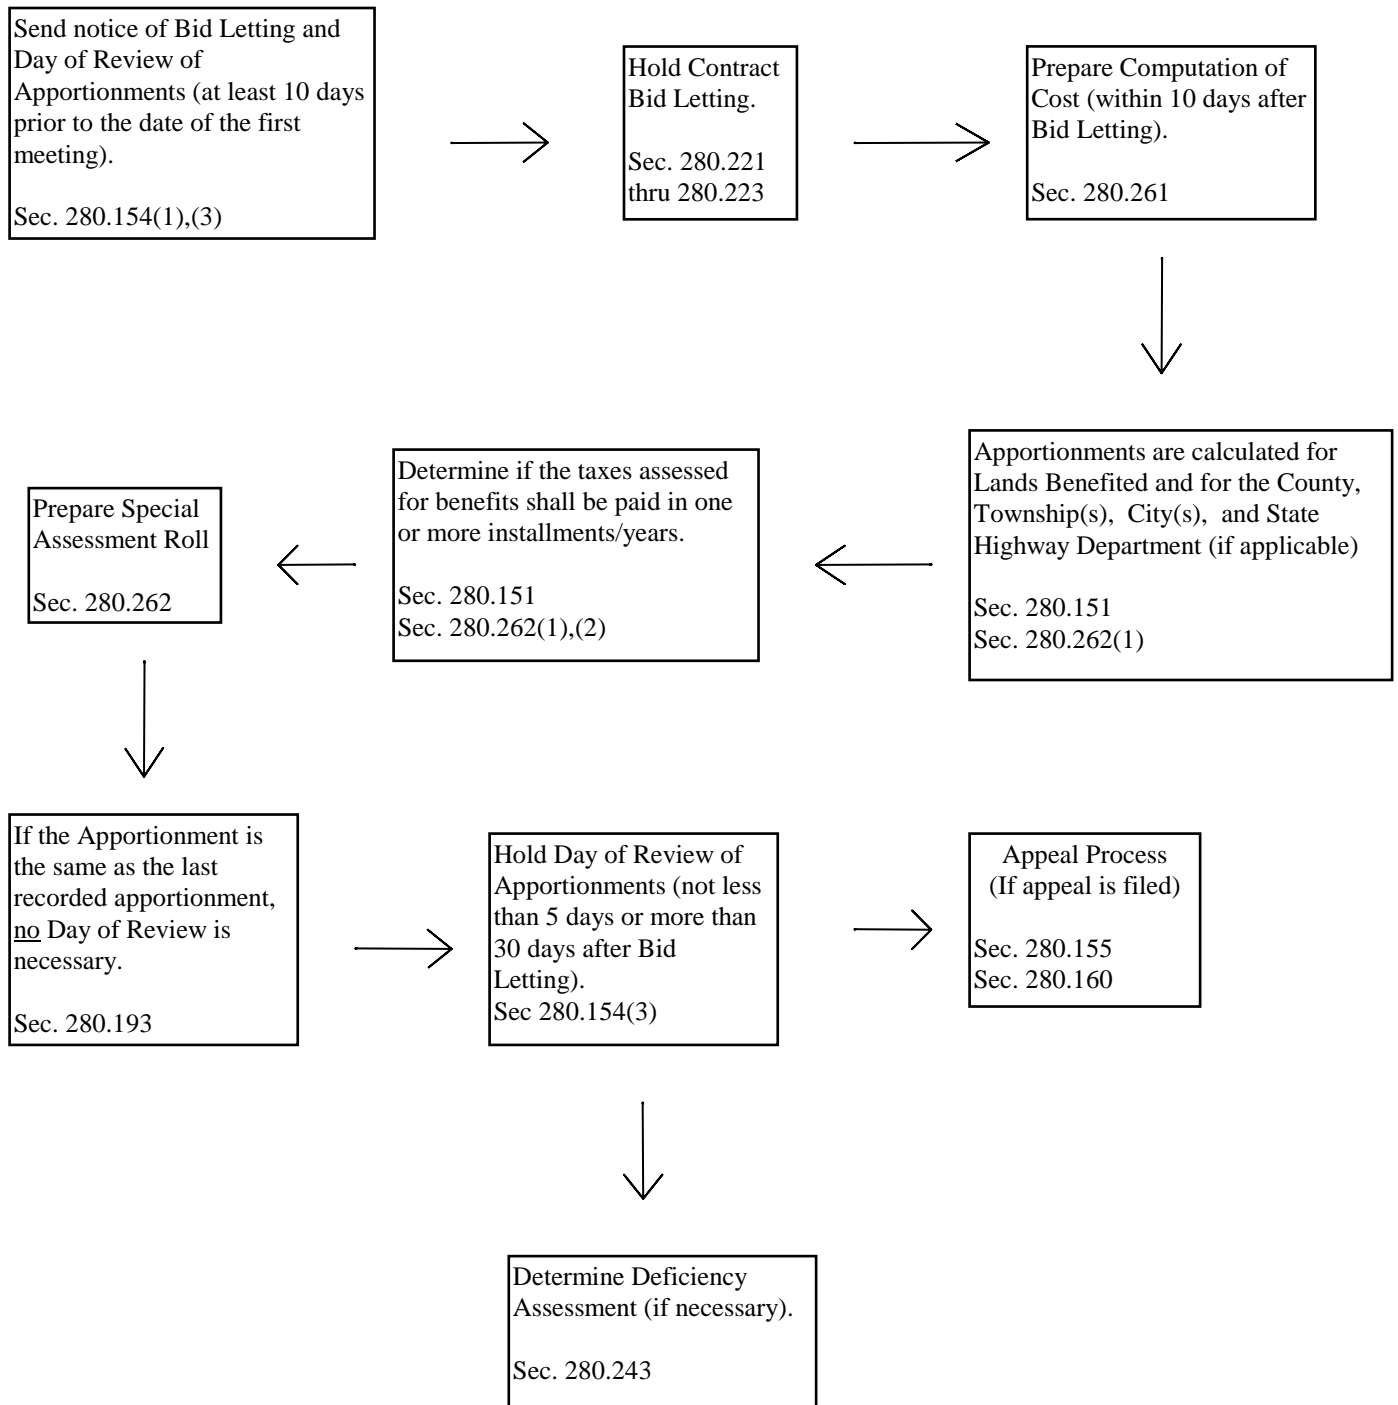 Send notice of Bid Letting and
Day of Review of
Apportionments (at least 10 days
prior to the date of the first
meeting).
Sec. 280.154(1),(3)
Hold Contract
Bid Letting.
Sec. 280.221
thru 280.223
Prepare Computation of
Cost (within 10 days after
Bid Letting).
Sec. 280.261
Apportionments are calculated for
Lands Benefited and for the County,
Township(s), City(s), and State
Highway Department (if applicable)
Sec. 280.151
Sec. 280.262(1)
Determine if the taxes assessed
for benefits shall be paid in one
or more installments/years.
Sec. 280.151
Sec. 280.262(1),(2)
Prepare Special
Assessment Roll
Sec. 280.262
If the Apportionment is
the same as the last
recorded apportionment,
no Day of Review is
necessary.
Sec. 280.193
Hold Day of Review of
Apportionments (not less
than 5 days or more than
30 days after Bid
Letting).
Sec 280.154(3)
Appeal Process
(If appeal is filed)
Sec. 280.155
Sec. 280.160
Determine Deficiency
Assessment (if necessary).
Sec. 280.243